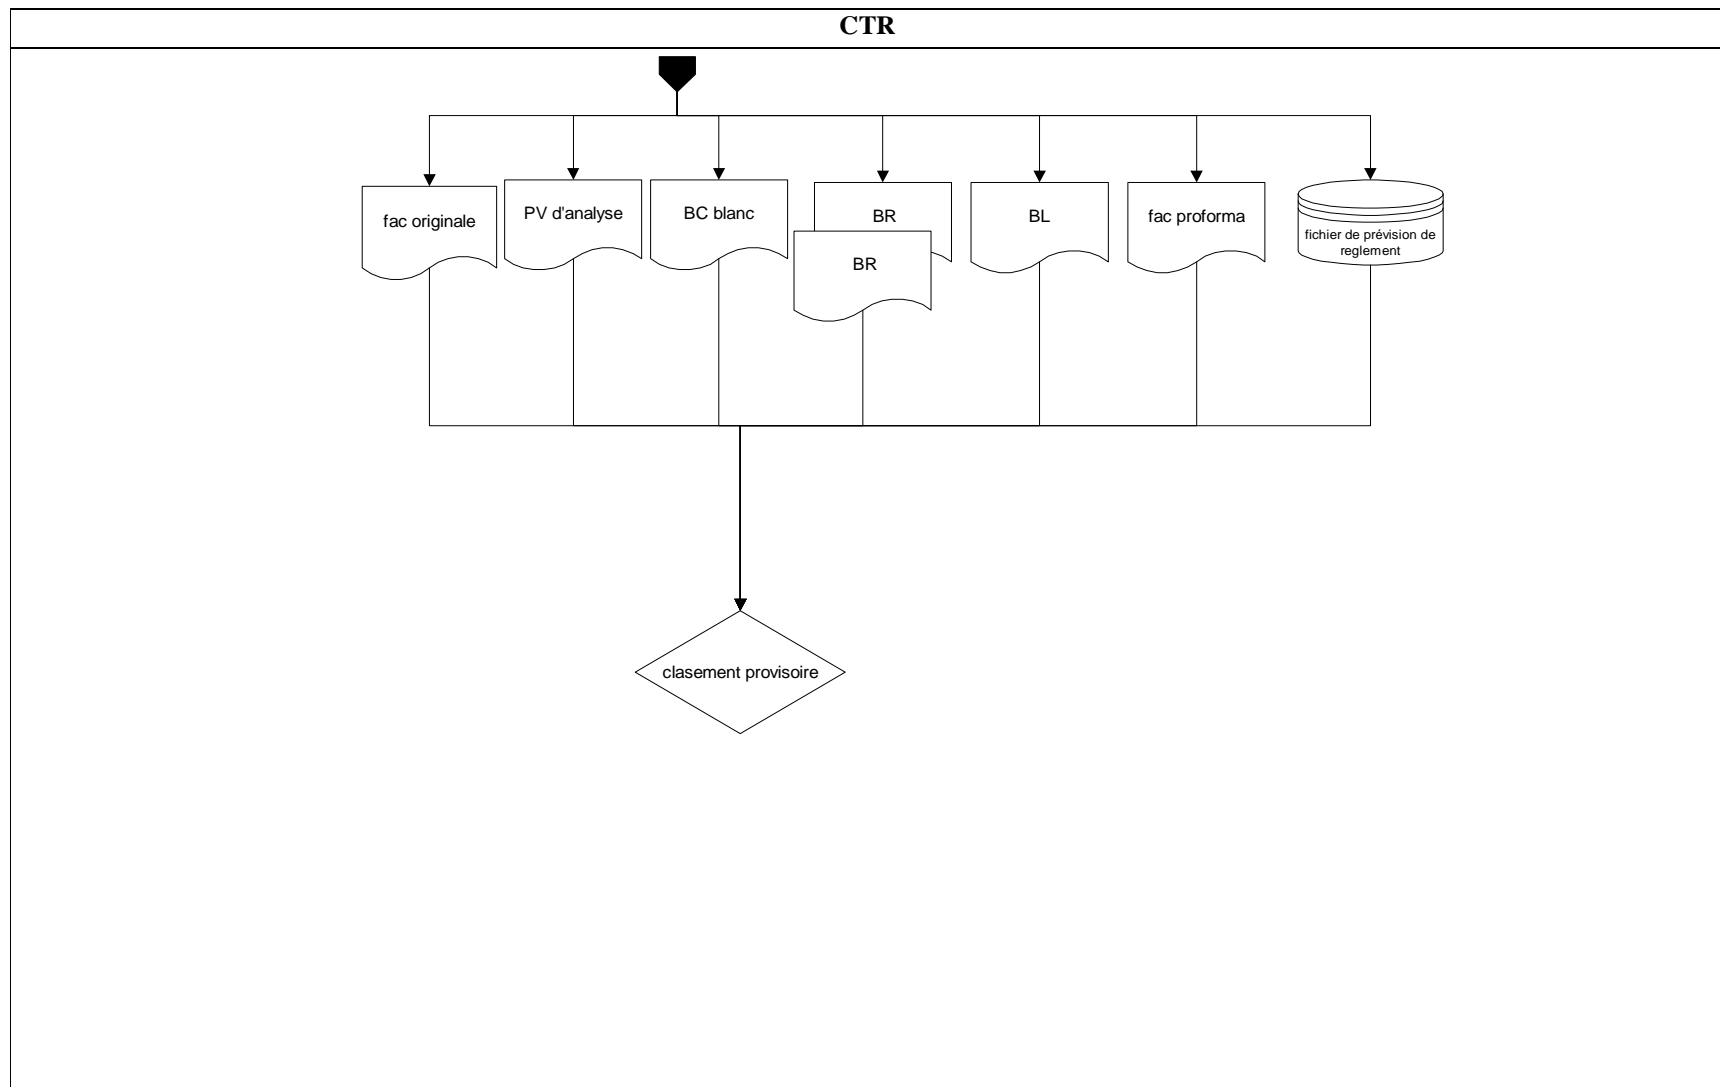 CTR
fac originale
PV d'analyse
BC blanc
BR
BR
BL
fac proforma
fichier de prévision de
reglement
clasement provisoire